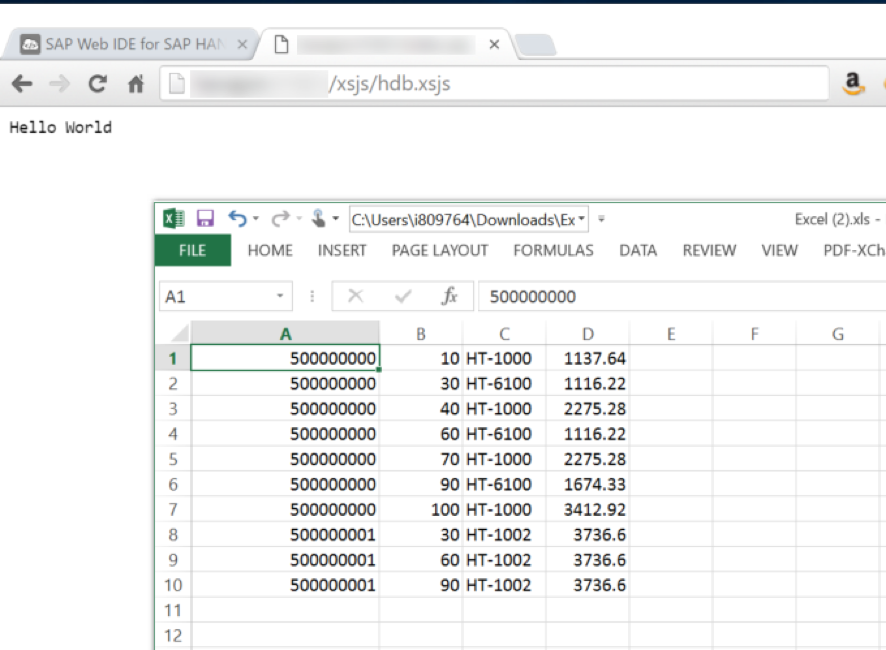 SAP Web IDE for SAP HAN
/xsjs/hdb.xsjs
Hello World
C:\Users\i809764\Downloads\Ex
Excel (2).xls -
FILE HOME INSERT PAGE LAYOUT FORMULAS DATA REVIEW VIEW PDF-XCh
A1 fx 500000000
A B C D E F G
1 500000000 10 HT-1000 1137.64
2 500000000 30 HT-6100 1116.22
3 500000000 40 HT-1000 2275.28
4 500000000 60 HT-6100 1116.22
5 500000000 70 HT-1000 2275.28
6 500000000 90 HT-6100 1674.33
7 500000000 100 HT-1000 3412.92
8 500000001 30 HT-1002 3736.6
9 500000001 60 HT-1002 3736.6
10 500000001 90 HT-1002 3736.6
11
12